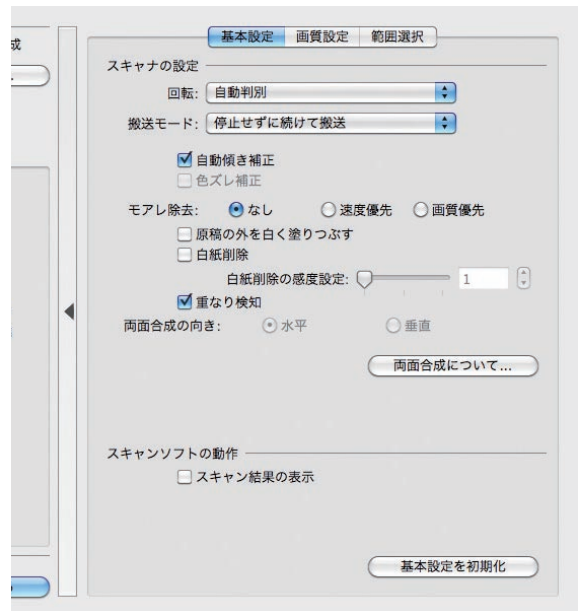 成
...
基本設定 画質設定 範囲選択
スキャナの設定
回転: 自動判別
搬送モード: 停止せずに続けて搬送
自動傾き補正
色ズレ補正
モアレ除去: なし 速度優先 画質優先
原稿の外を白く塗りつぶす
白紙削除
白紙削除の感度設定: 1
重なり検知
両面合成の向き: 水平 垂直
両面合成について...
スキャンソフトの動作
スキャン結果の表示
基本設定を初期化